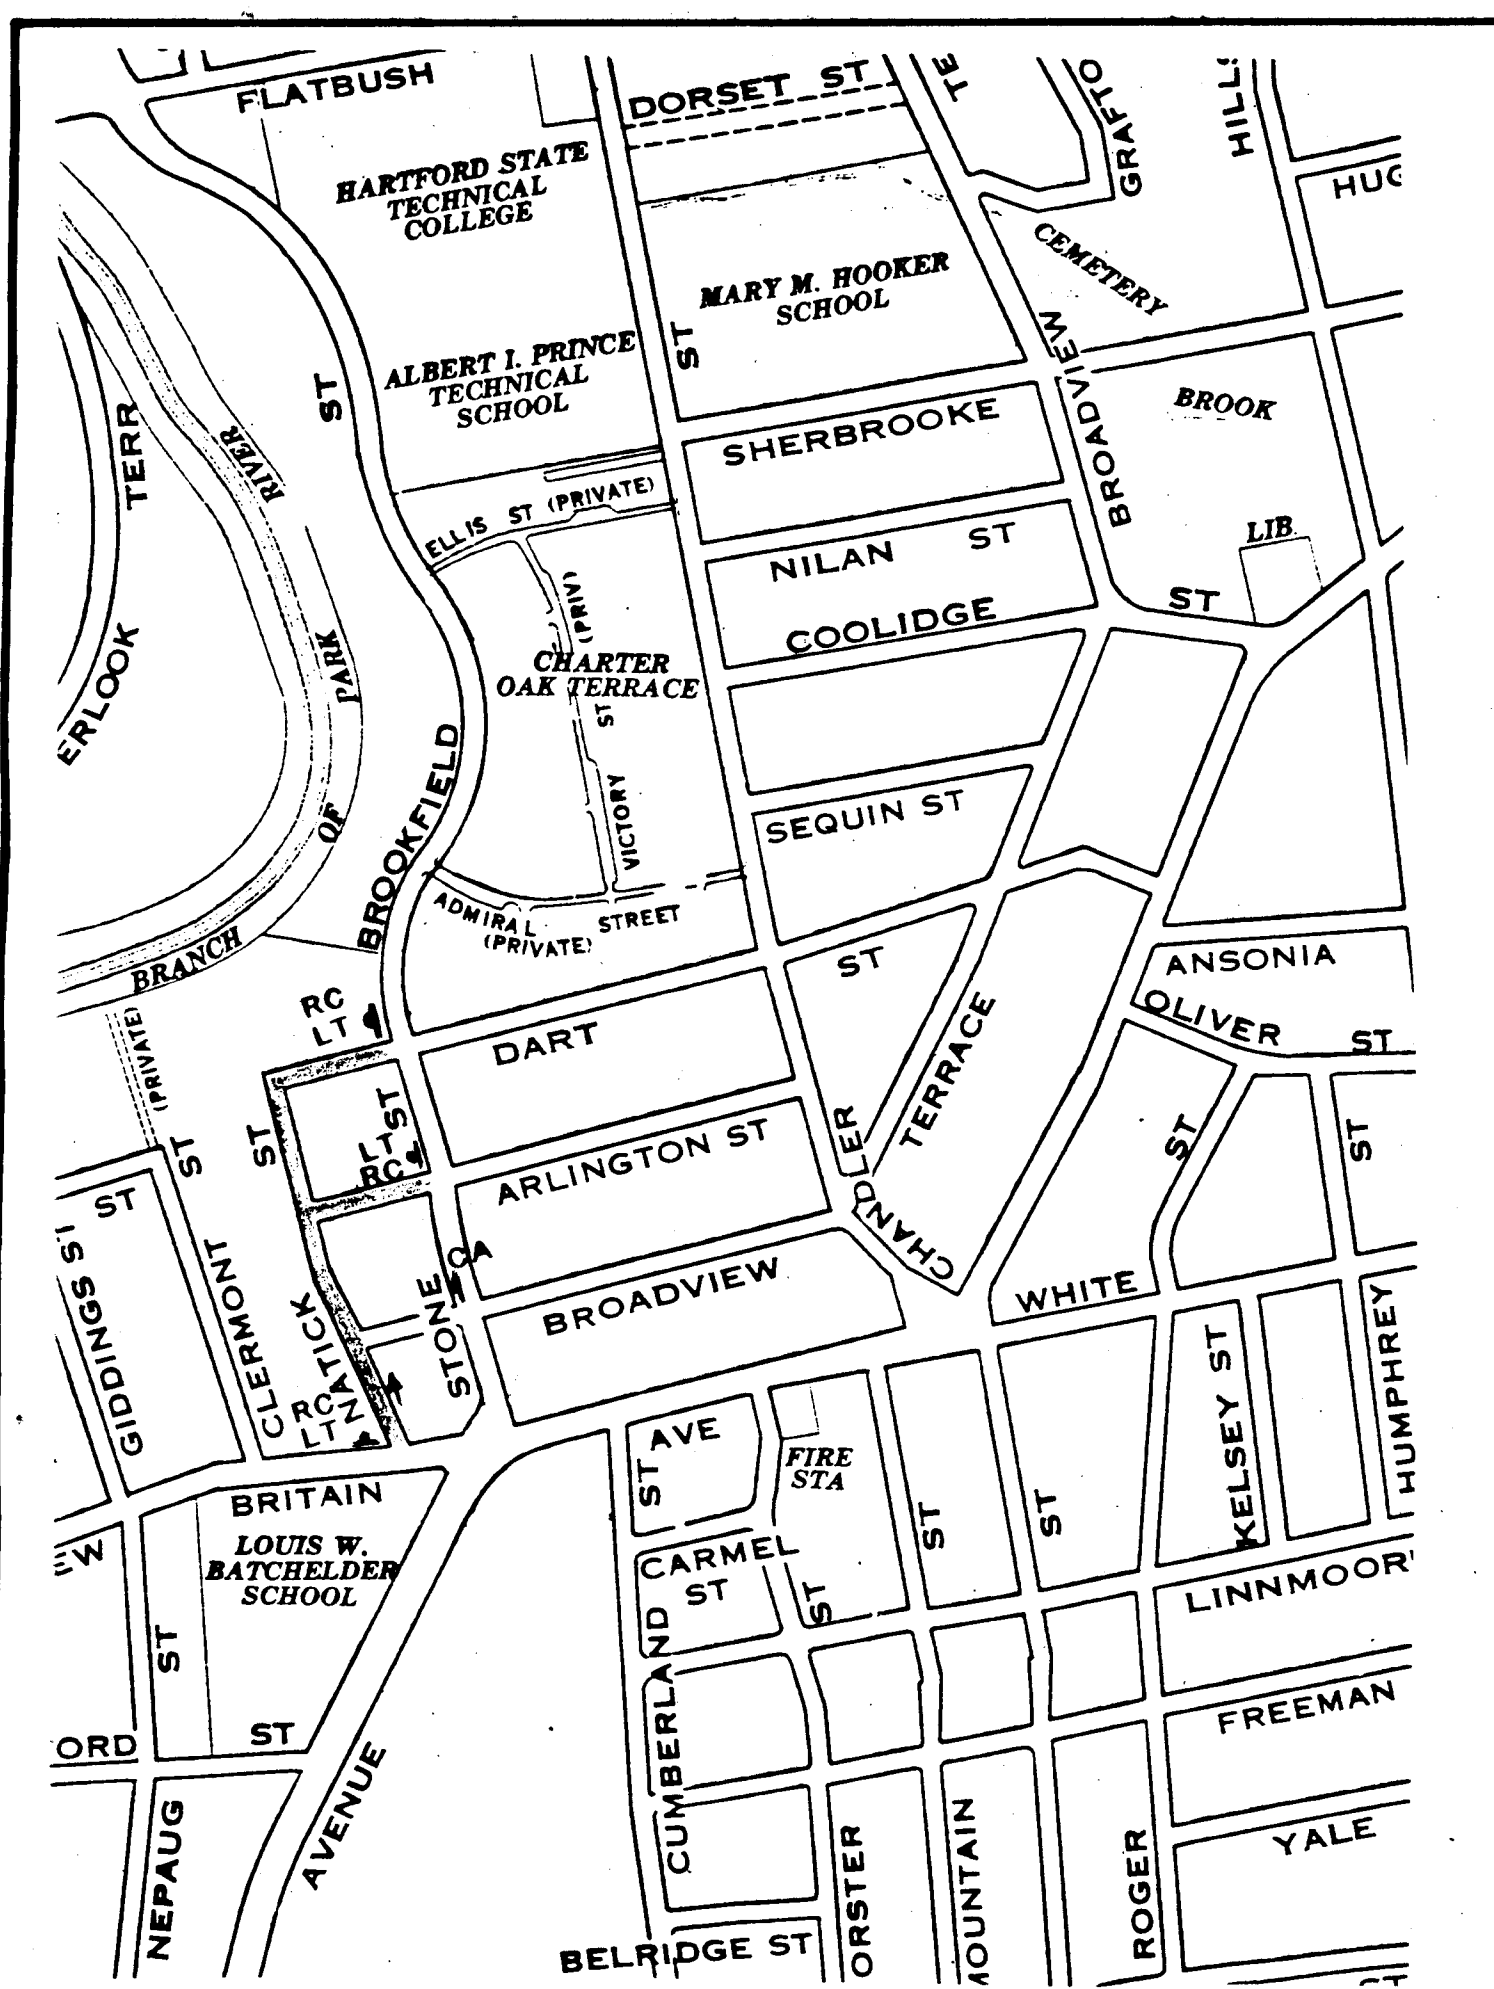 FLATBUSH
DORSET ST
TE
GRAFTO
HILLS
HUG
HARTFORD STATE
TECHNICAL
COLLEGE
MARY M. HOOKER
SCHOOL
CEMETERY
ST
ST
ALBERT I. PRINCE
TECHNICAL
SCHOOL
BROADVIEW
BROOK
SHERBROOKE
TERR
RIVER
ELLIS ST (PRIVATE)
NILAN ST
LIB.
ST
COOLIDGE
(PRIV)
CHARTER
OAK TERRACE
PARK
ERLOOK
ST
VICTORY
OF
BROOKFIELD
SEQUIN ST
ADMIRAL STREET
(PRIVATE)
BRANCH
ST
ANSONIA
OLIVER ST
RC
LT
DART
TERRACE
(PRIVATE)
ST
LT
RC
ST
ST
ARLINGTON ST
CHANDLER
CHANDLER
ST
ST
ST
GIDDINGS ST
CLERMONT
NATICK
STONE
CA
BROADVIEW
WHITE
KELSEY ST
HUMPHREY
ST
RC
LT
A
AVE
ST
FIRE
STA
BRITAIN
EW
LOUIS W.
BATCHELDER
SCHOOL
CARMEL
ST
ST
ST
ST
LINNMOOR
ST
CUMBERLAND
FREEMAN
ORD
ST
AVENUE
NEPAUG
ORSTER
MOUNTAIN
ROGER
YALE
BELRIDGE ST
ST